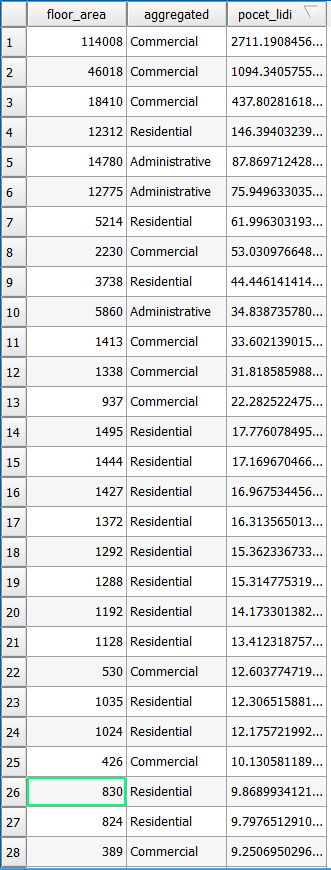 floor_area aggregated pocet_lidi
1 114008 Commercial 2711.1908456...
2 46018 Commercial 1094.3405755...
3 18410 Commercial 437.80281618...
4 12312 Residential 146.39403239...
5 14780 Administrative 87.869712428...
6 12775 Administrative 75.949633035...
7 5214 Residential 61.996303193...
8 2230 Commercial 53.030976648...
9 3738 Residential 44.446141414...
10 5860 Administrative 34.838735780...
11 1413 Commercial 33.602139015...
12 1338 Commercial 31.818585988...
13 937 Commercial 22.282522475...
14 1495 Residential 17.776078495...
15 1444 Residential 17.169670466...
16 1427 Residential 16.967534456...
17 1372 Residential 16.313565013...
18 1292 Residential 15.362336733...
19 1288 Residential 15.314775319...
20 1192 Residential 14.173301382...
21 1128 Residential 13.412318757...
22 530 Commercial 12.603774719...
23 1035 Residential 12.306515881...
24 1024 Residential 12.175721992...
25 426 Commercial 10.130581189...
26 830 Residential 9.8689934121...
27 824 Residential 9.7976512910...
28 389 Commercial 9.2506950296...